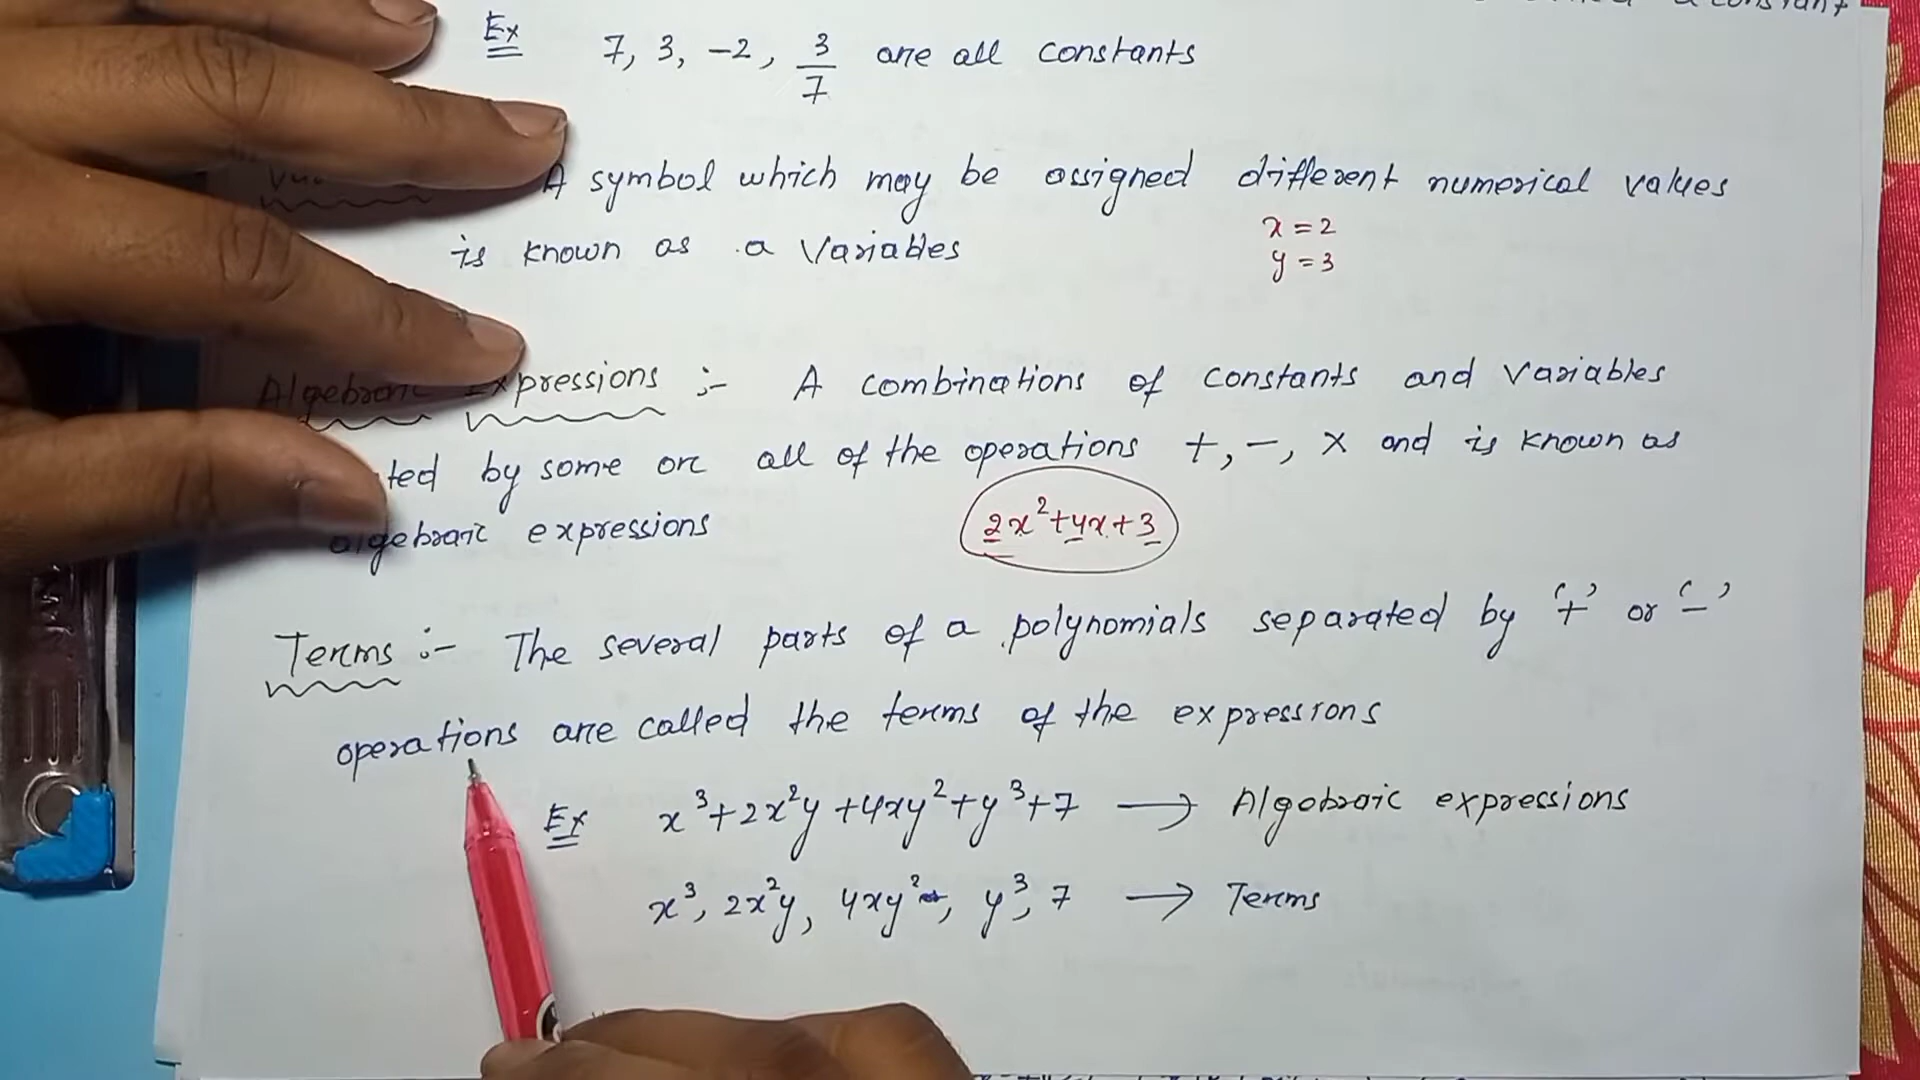 a constant
Ex 7, 3, -2, 3/7 are all constants
A symbol which may be assigned different numerical values
is known as a Variables
x = 2
y = 3
Algebraic Expressions :- A combinations of constants and variables
ted by some or all of the operations +, -, × and is known as
algebraic expressions
2x²+4x+3
Terms :- The several parts of a polynomials separated by '+' or '-'
operations are called the terms of the expressions
Ex x³+2x²y+4xy²+y³+7 → Algebraic expressions
x³, 2x²y, 4xy², y³, 7 → Terms